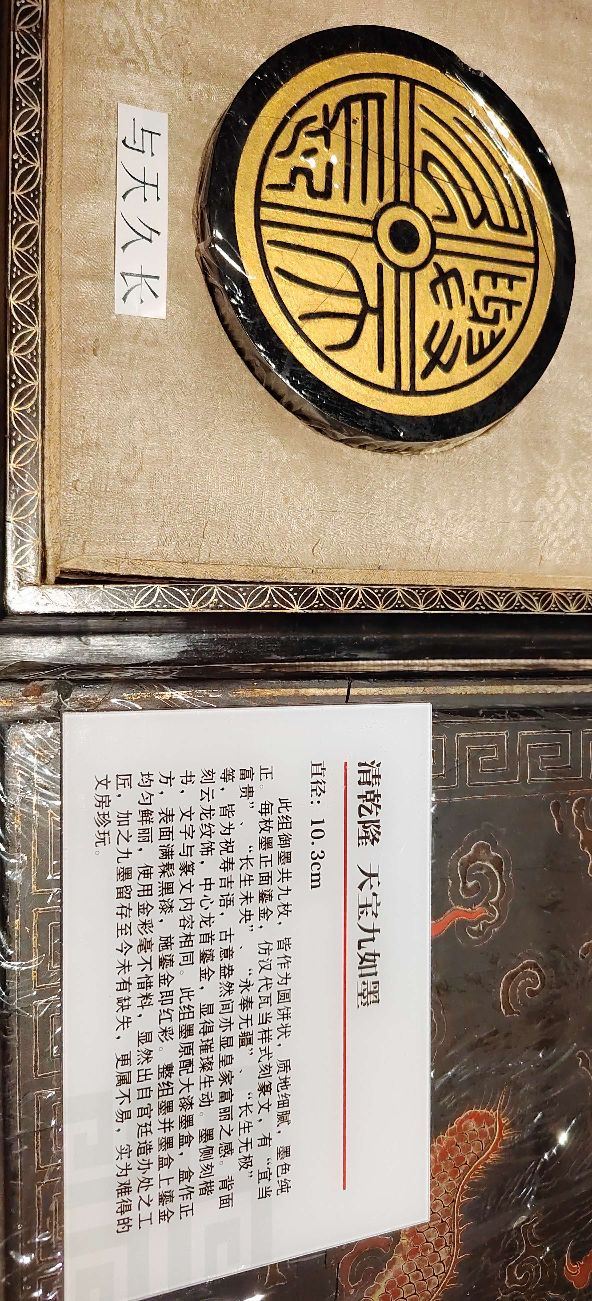 与天久长
與天久長
清乾隆 天宝九如墨
直径：10.3cm
此组御墨共九枚，皆作为圆饼状，质地细腻，墨色纯
正。每枚墨正面鎏金，仿汉代瓦当样式刻篆文，有“宜当
富贵”、“长生未央”、“永奉无疆”、“长生无极”
等，皆为祝寿吉语，古意盎然间亦显皇家富丽之感。背面
刻云龙纹饰，中心龙首鎏金，显得璀璨生动。墨侧刻楷
书，文字与篆文内容相同。此组墨原配大漆墨盒，盒作正
方，表面满髹黑漆，施鎏金即红彩。整组墨并墨盒上鎏金
均匀鲜丽，使用金彩毫不惜料，显然出自宫廷造办处之工
匠，加之九墨留存至今未有缺失，更属不易，实为难得的
文房珍玩。